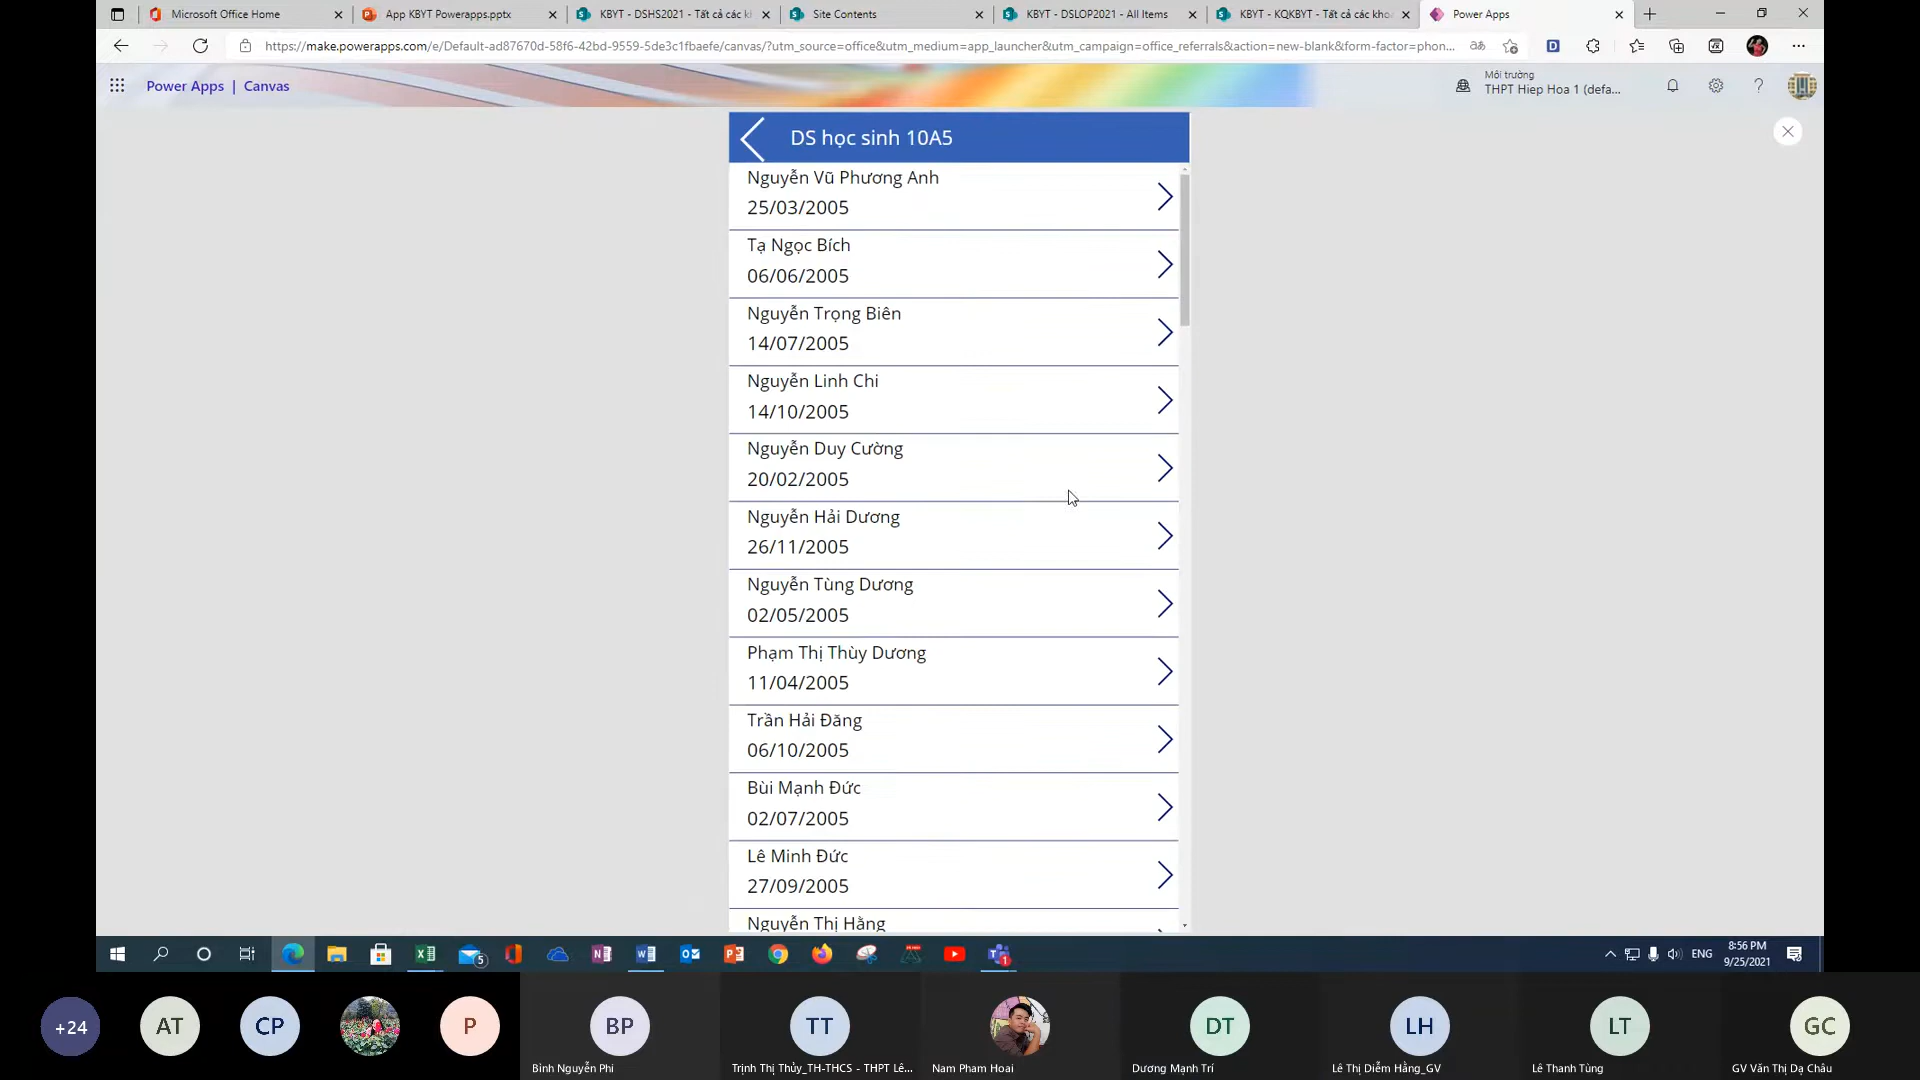 Microsoft Office Home
App KBYT Powerapps.pptx
KBYT - DSHS2021 - Tất cả các k
Site Contents
KBYT - DSLOP2021 - All Items
KBYT - KQKBYT - Tất cả các kho
Power Apps
https://make.powerapps.com/e/Default-ad87670d-58f6-42bd-9559-5de3c1fbaefe/canvas/?utm_source=office&utm_medium=app_launcher&utm_campaign=office_referrals&action=new-blank&form-factor=phon...
Power Apps | Canvas
Môi trường
THPT Hiep Hoa 1 (defa...
DS học sinh 10A5
Nguyễn Vũ Phương Anh
25/03/2005
Tạ Ngọc Bích
06/06/2005
Nguyễn Trọng Biên
14/07/2005
Nguyễn Linh Chi
14/10/2005
Nguyễn Duy Cường
20/02/2005
Nguyễn Hải Dương
26/11/2005
Nguyễn Tùng Dương
02/05/2005
Phạm Thị Thùy Dương
11/04/2005
Trần Hải Đăng
06/10/2005
Bùi Mạnh Đức
02/07/2005
Lê Minh Đức
27/09/2005
Nguyễn Thị Hằng
5
1
ENG
8:56 PM
9/25/2021
+24
AT
CP
P
BP
TT
DT
LH
LT
GC
Bình Nguyễn Phi
Trịnh Thị Thủy_TH-THCS - THPT Lê...
Nam Pham Hoai
Dương Mạnh Trí
Lê Thị Diễm Hằng_GV
Lê Thanh Tùng
GV Văn Thị Dạ Châu